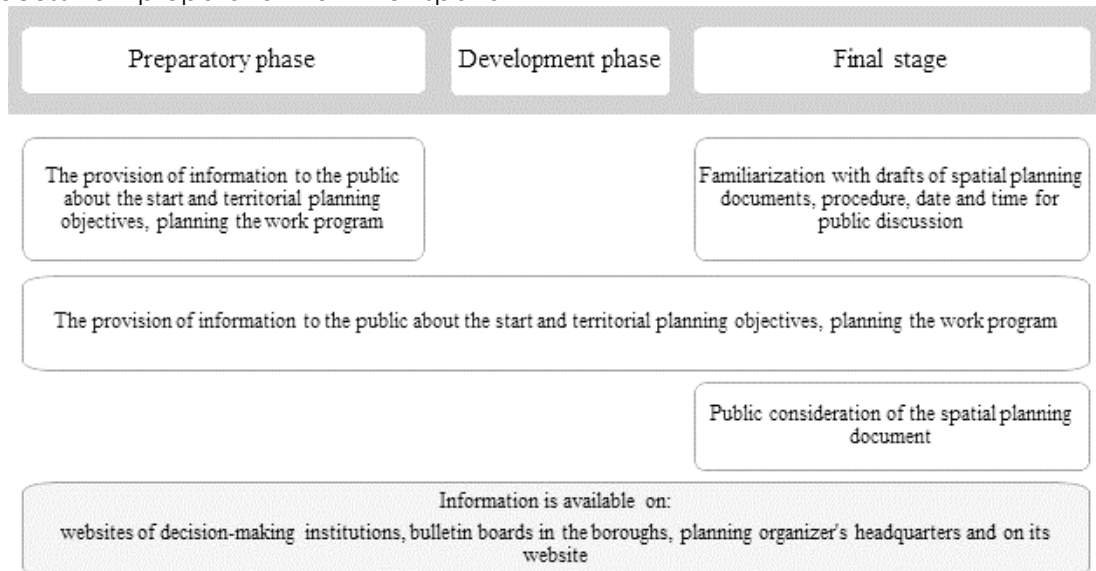 Preparatory phase
Development phase
Final stage
The provision of information to the public
about the start and territorial planning
objectives, planning the work program
Familiarization with drafts of spatial planning
documents, procedure, date and time for
public discussion
The provision of information to the public about the start and territorial planning objectives, planning the work program
Public consideration of the spatial planning
document
Information is available on:
websites of decision-making institutions, bulletin boards in the boroughs, planning organizer's headquarters and on its
website